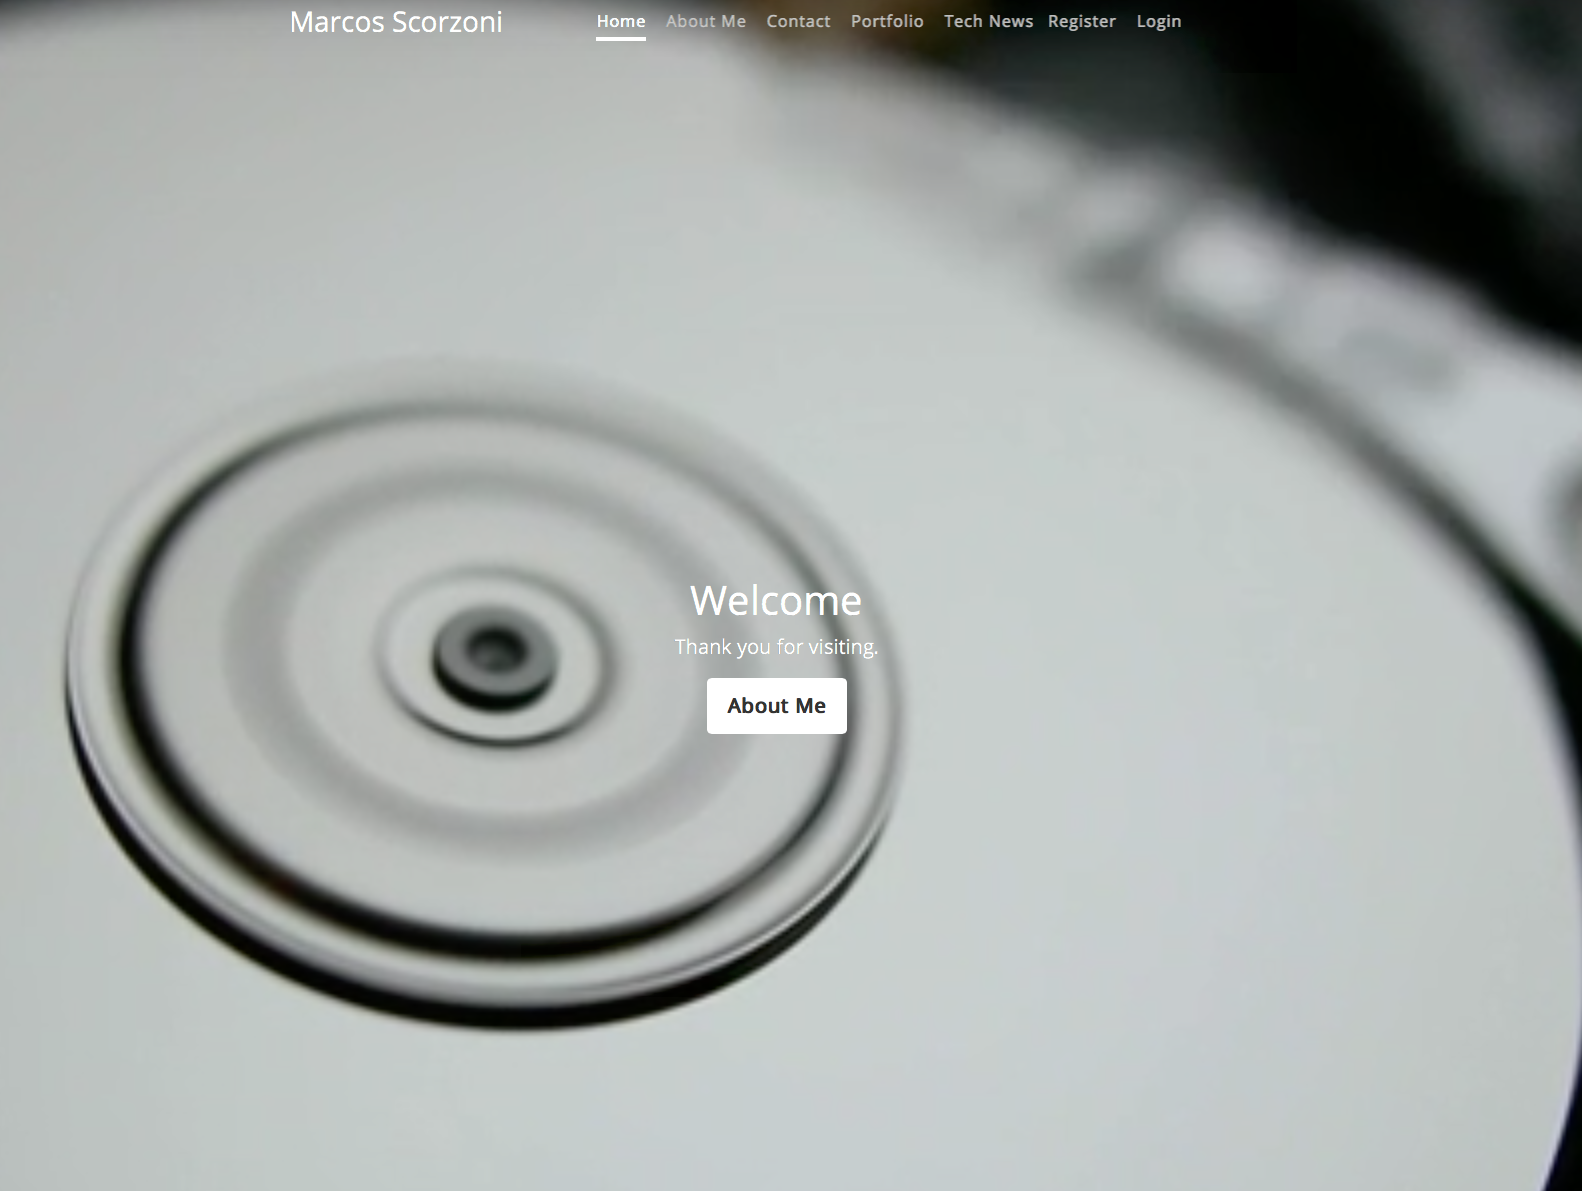 Marcos Scorzoni
Home About Me Contact Portfolio Tech News Register Login
Welcome
Thank you for visiting.
About Me